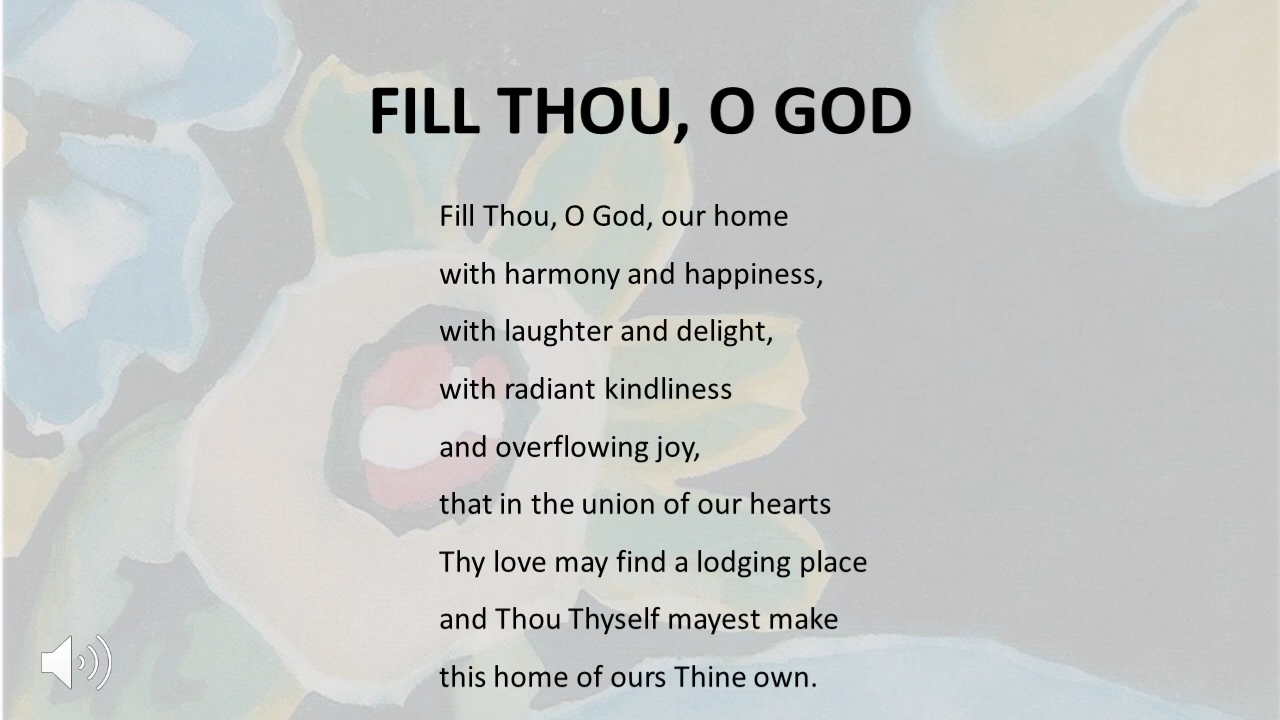 FILL THOU, O GOD
Fill Thou, O God, our home
with harmony and happiness,
with laughter and delight,
with radiant kindliness
and overflowing joy,
that in the union of our hearts
Thy love may find a lodging place
and Thou Thyself mayest make
this home of ours Thine own.